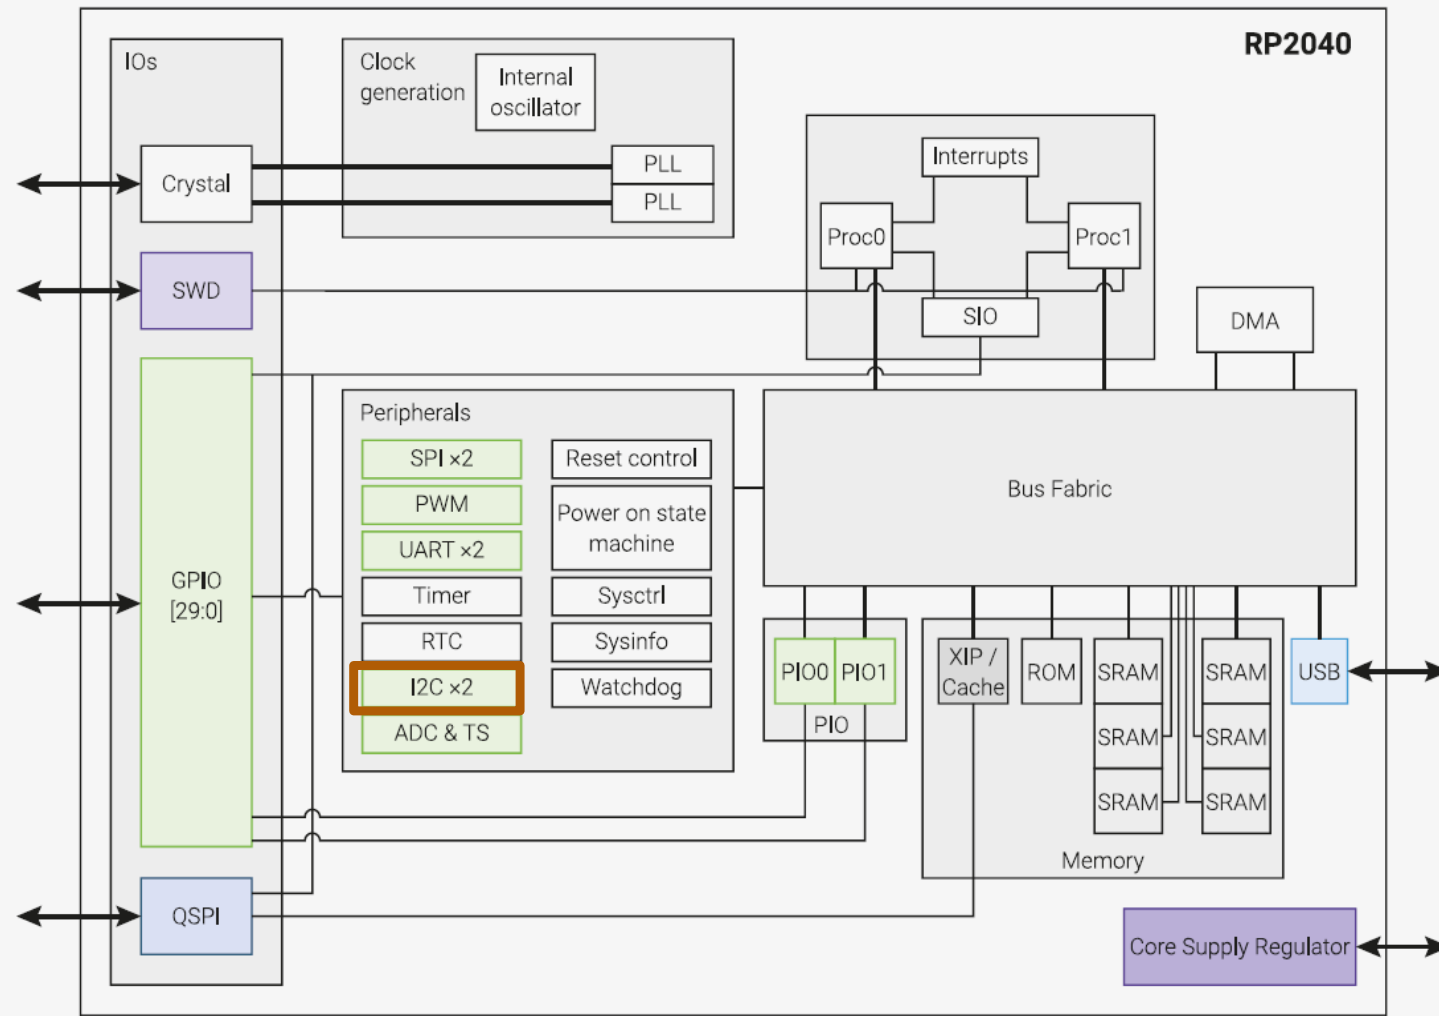 RP2040
IOs
Clock
generation
Internal
oscillator
Crystal
PLL
PLL
Interrupts
Proc0
Proc1
SWD
SIO
DMA
Peripherals
SPI ×2
Reset control
PWM
Power on state
machine
UART ×2
Timer
Sysctrl
RTC
Sysinfo
I2C ×2
Watchdog
ADC & TS
GPIO
[29:0]
Bus Fabric
PIO0
PIO1
PIO
XIP /
Cache
ROM
SRAM
SRAM
SRAM
SRAM
SRAM
SRAM
Memory
USB
QSPI
Core Supply Regulator